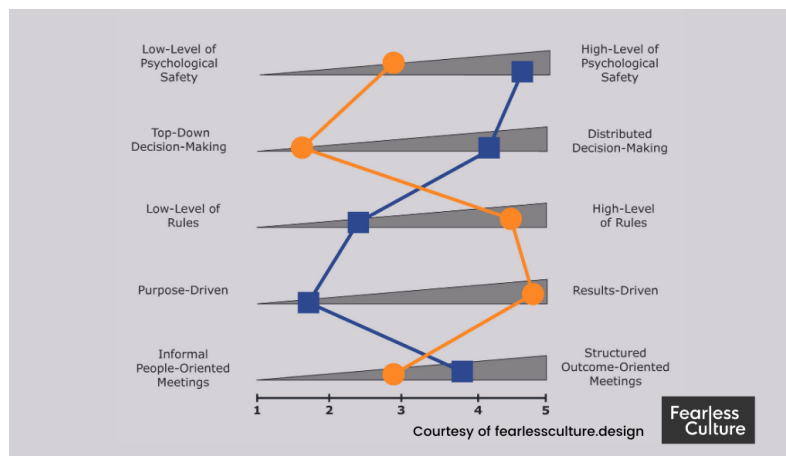 Low-Level of
Psychological
Safety
High-Level of
Psychological
Safety
Top-Down
Decision-Making
Distributed
Decision-Making
Low-Level of
Rules
High-Level
of Rules
Purpose-Driven
Results-Driven
Informal
People-Oriented
Meetings
Structured
Outcome-Oriented
Meetings
1 2 3 4 5
Courtesy of fearlessculture.design
Fearless
Culture